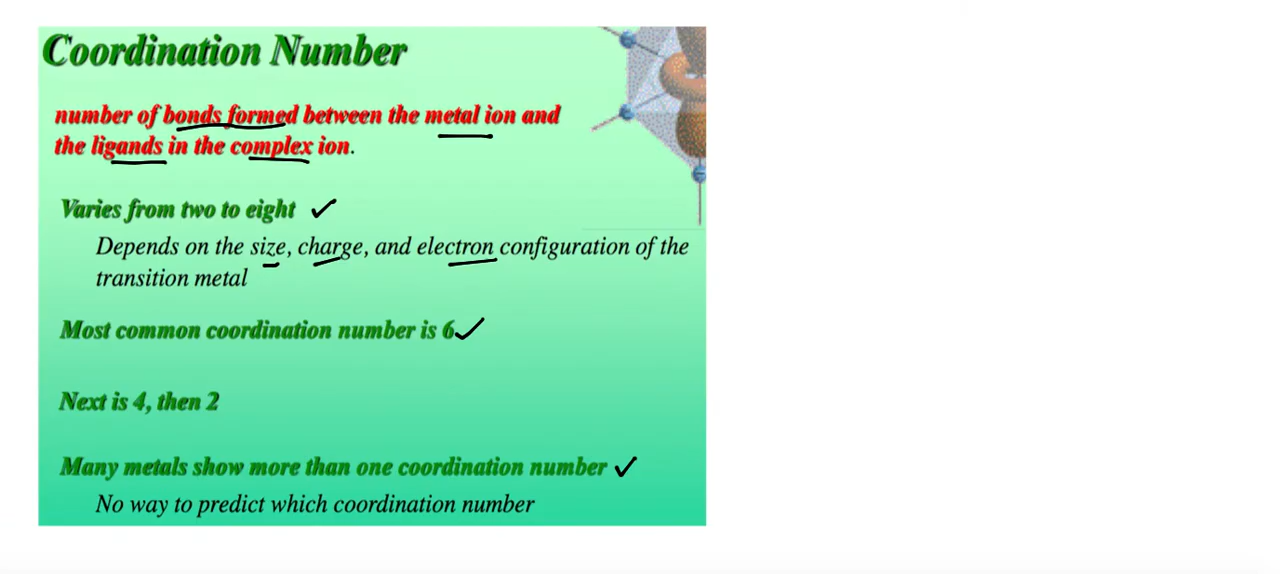 Coordination Number
number of bonds formed between the metal ion and
the ligands in the complex ion.
Varies from two to eight
Depends on the size, charge, and electron configuration of the
transition metal
Most common coordination number is 6
Next is 4, then 2
Many metals show more than one coordination number
No way to predict which coordination number